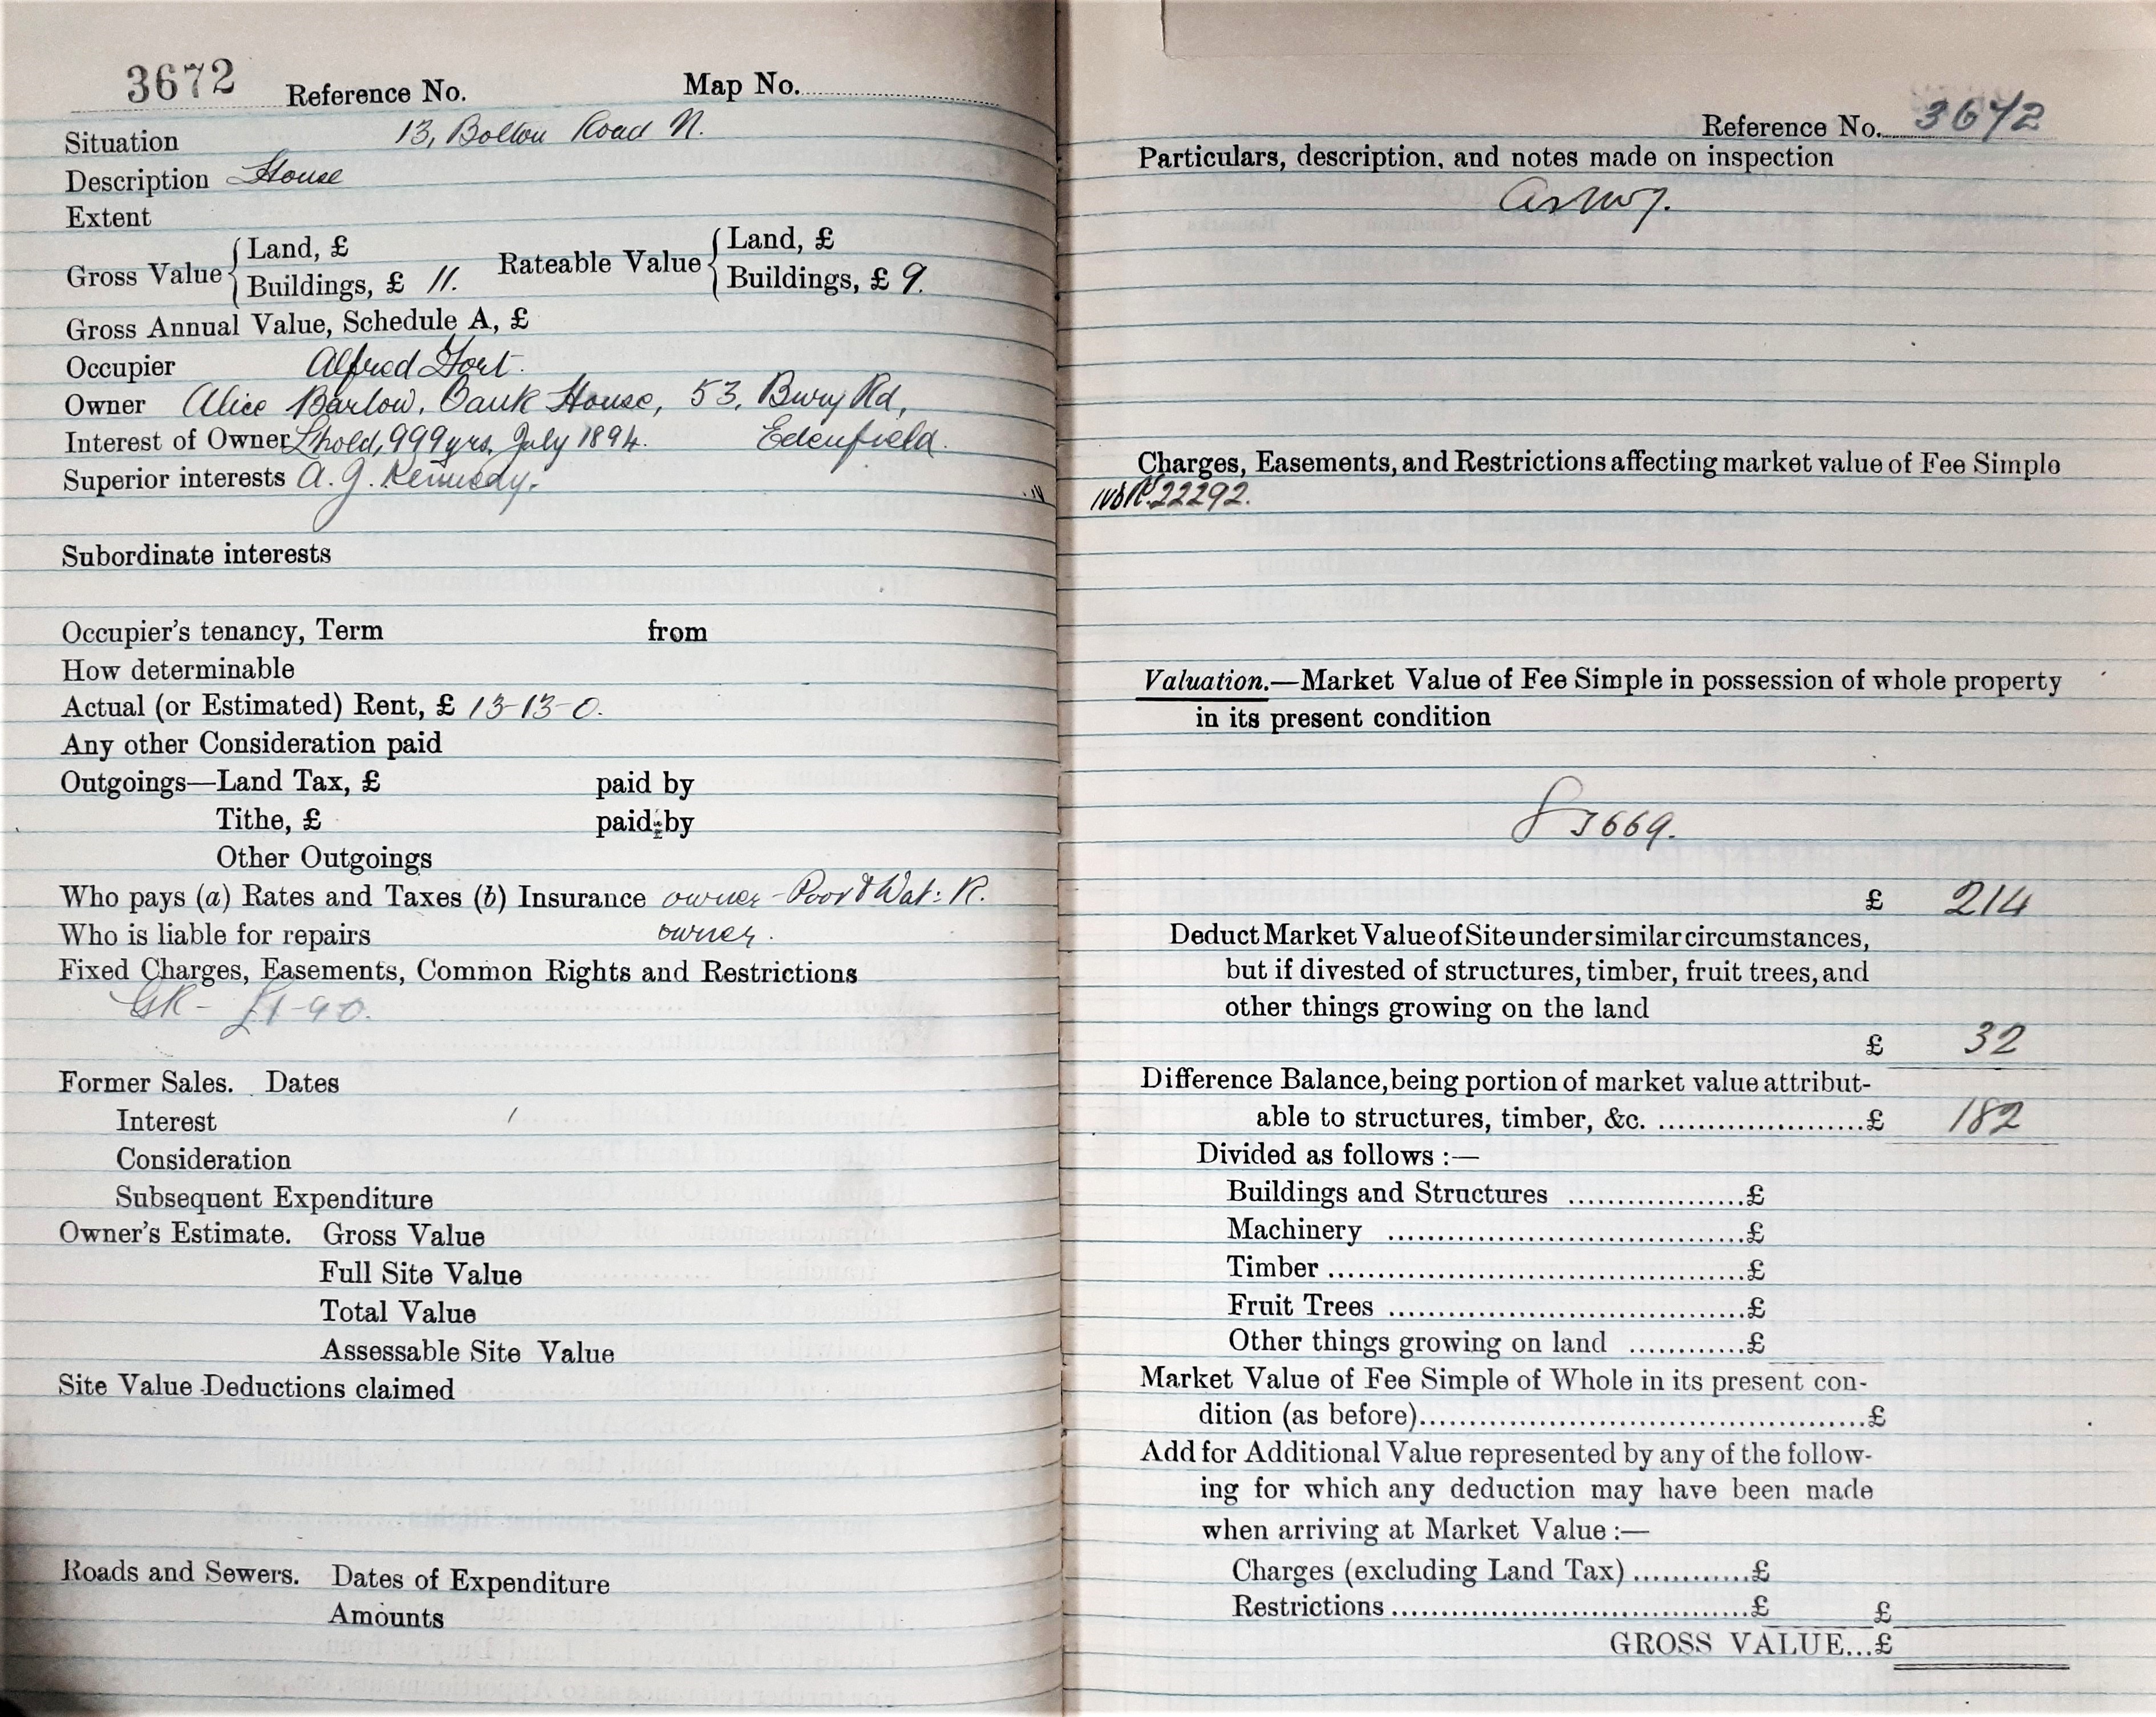 3672 Reference No. Map No.
Situation 13, Bolton Road N.
Description House
Extent
Gross Value { Land, £ Rateable Value { Land, £
Buildings, £ 11. Buildings, £ 9.
Gross Annual Value, Schedule A, £
Occupier Alfred Hort.
Owner Alice Barlow, Bank House, 53, Bury Rd,
Interest of Owner Lhold, 999 yrs, July 1894. Edenfield.
Superior interests A. G. Kennedy.
Subordinate interests
Occupier's tenancy, Term from
How determinable
Actual (or Estimated) Rent, £ 13-13-0.
Any other Consideration paid
Outgoings—Land Tax, £ paid by
Tithe, £ paid by
Other Outgoings
Who pays (a) Rates and Taxes (b) Insurance owner - Poor & Wat: R.
Who is liable for repairs owner.
Fixed Charges, Easements, Common Rights and Restrictions
GR - £1-9-0.
Former Sales. Dates
Interest
Consideration
Subsequent Expenditure
Owner's Estimate. Gross Value
Full Site Value
Total Value
Assessable Site Value
Site Value Deductions claimed
Roads and Sewers. Dates of Expenditure
Amounts
Reference No. 3672
Particulars, description, and notes made on inspection
Charges, Easements, and Restrictions affecting market value of Fee Simple
22292.
Valuation.—Market Value of Fee Simple in possession of whole property
in its present condition
3669.
£ 214
Deduct Market Value of Site under similar circumstances,
but if divested of structures, timber, fruit trees, and
other things growing on the land
£ 32
Difference Balance, being portion of market value attribut-
able to structures, timber, &c. ......................£ 182
Divided as follows :—
Buildings and Structures ..................£
Machinery .....................................£
Timber ...........................................£
Fruit Trees .....................................£
Other things growing on land ............£
Market Value of Fee Simple of Whole in its present con-
dition (as before)..............................................£
Add for Additional Value represented by any of the follow-
ing for which any deduction may have been made
when arriving at Market Value :—
Charges (excluding Land Tax) ............£
Restrictions .....................................£ £
GROSS VALUE...£